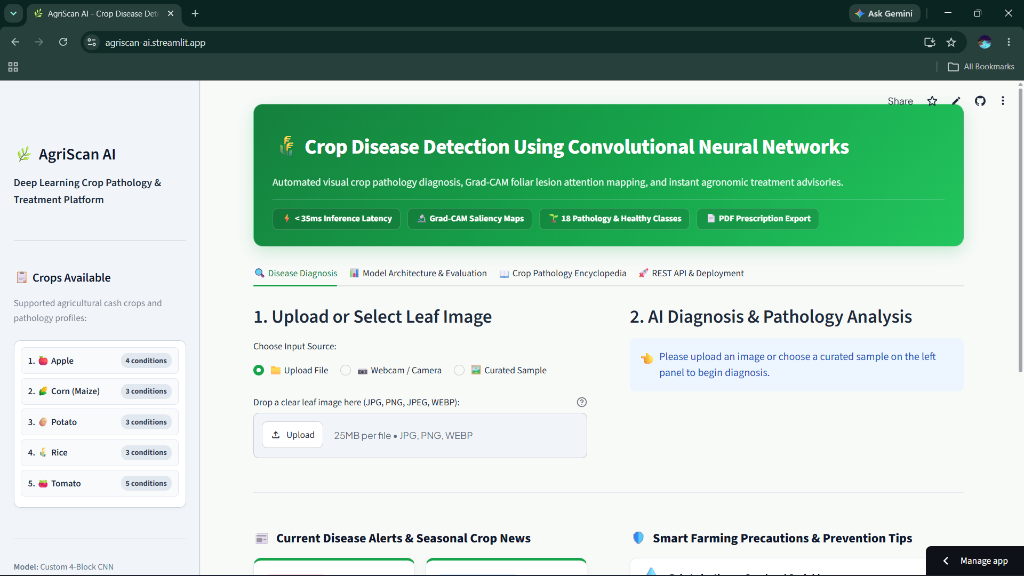 AgriScan AI - Crop Disease Det
Ask Gemini
agriscan-ai.streamlit.app
All Bookmarks
Share
AgriScan AI
Deep Learning Crop Pathology &
Treatment Platform
Crops Available
Supported agricultural cash crops and
pathology profiles:
1. Apple 4 conditions
2. Corn (Maize) 3 conditions
3. Potato 3 conditions
4. Rice 3 conditions
5. Tomato 5 conditions
Model: Custom 4-Block CNN
Crop Disease Detection Using Convolutional Neural Networks
Automated visual crop pathology diagnosis, Grad-CAM foliar lesion attention mapping, and instant agronomic treatment advisories.
< 35ms Inference Latency
Grad-CAM Saliency Maps
18 Pathology & Healthy Classes
PDF Prescription Export
Disease Diagnosis
Model Architecture & Evaluation
Crop Pathology Encyclopedia
REST API & Deployment
1. Upload or Select Leaf Image
Choose Input Source:
Upload File
Webcam / Camera
Curated Sample
Drop a clear leaf image here (JPG, PNG, JPEG, WEBP):
Upload
25MB per file • JPG, PNG, WEBP
2. AI Diagnosis & Pathology Analysis
Please upload an image or choose a curated sample on the left
panel to begin diagnosis.
Current Disease Alerts & Seasonal Crop News
Smart Farming Precautions & Prevention Tips
Manage app